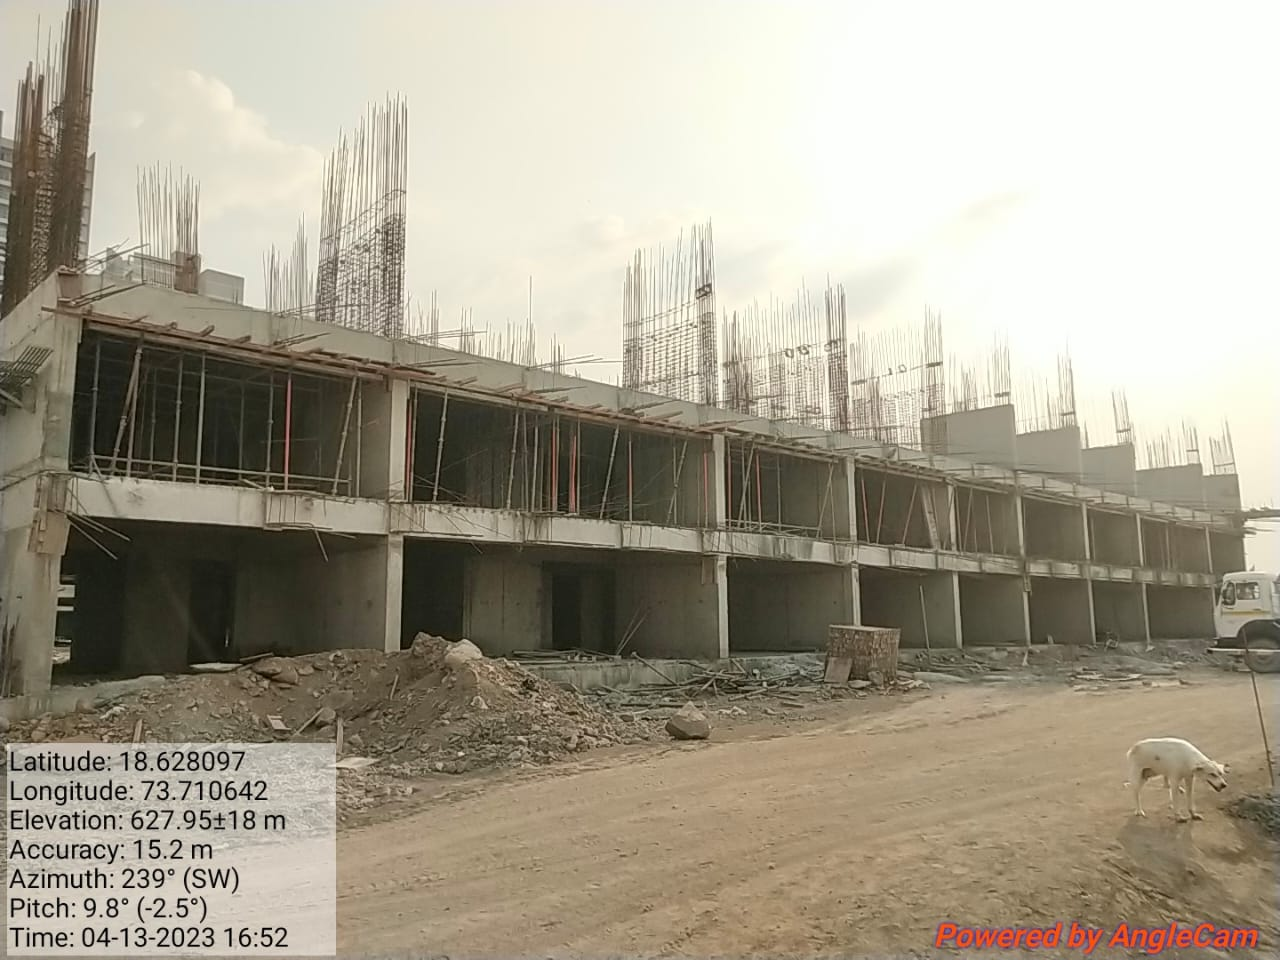 Latitude: 18.628097
Longitude: 73.710642
Elevation: 627.95±18 m
Accuracy: 15.2 m
Azimuth: 239° (SW)
Pitch: 9.8° (-2.5°)
Time: 04-13-2023 16:52
Powered by AngleCam